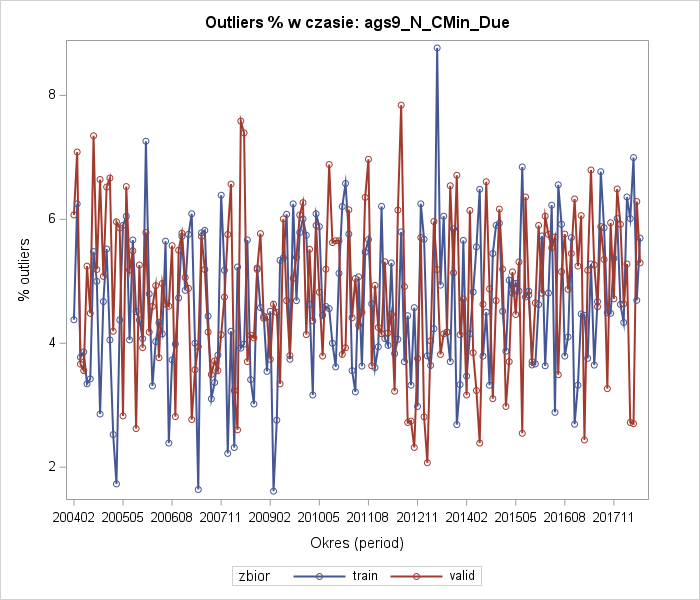 Outliers % w czasie: ags9_N_CMin_Due
% outliers
8
6
4
2
200402 200505 200608 200711 200902 201005 201108 201211 201402 201505 201608 201711
Okres (period)
zbior train valid